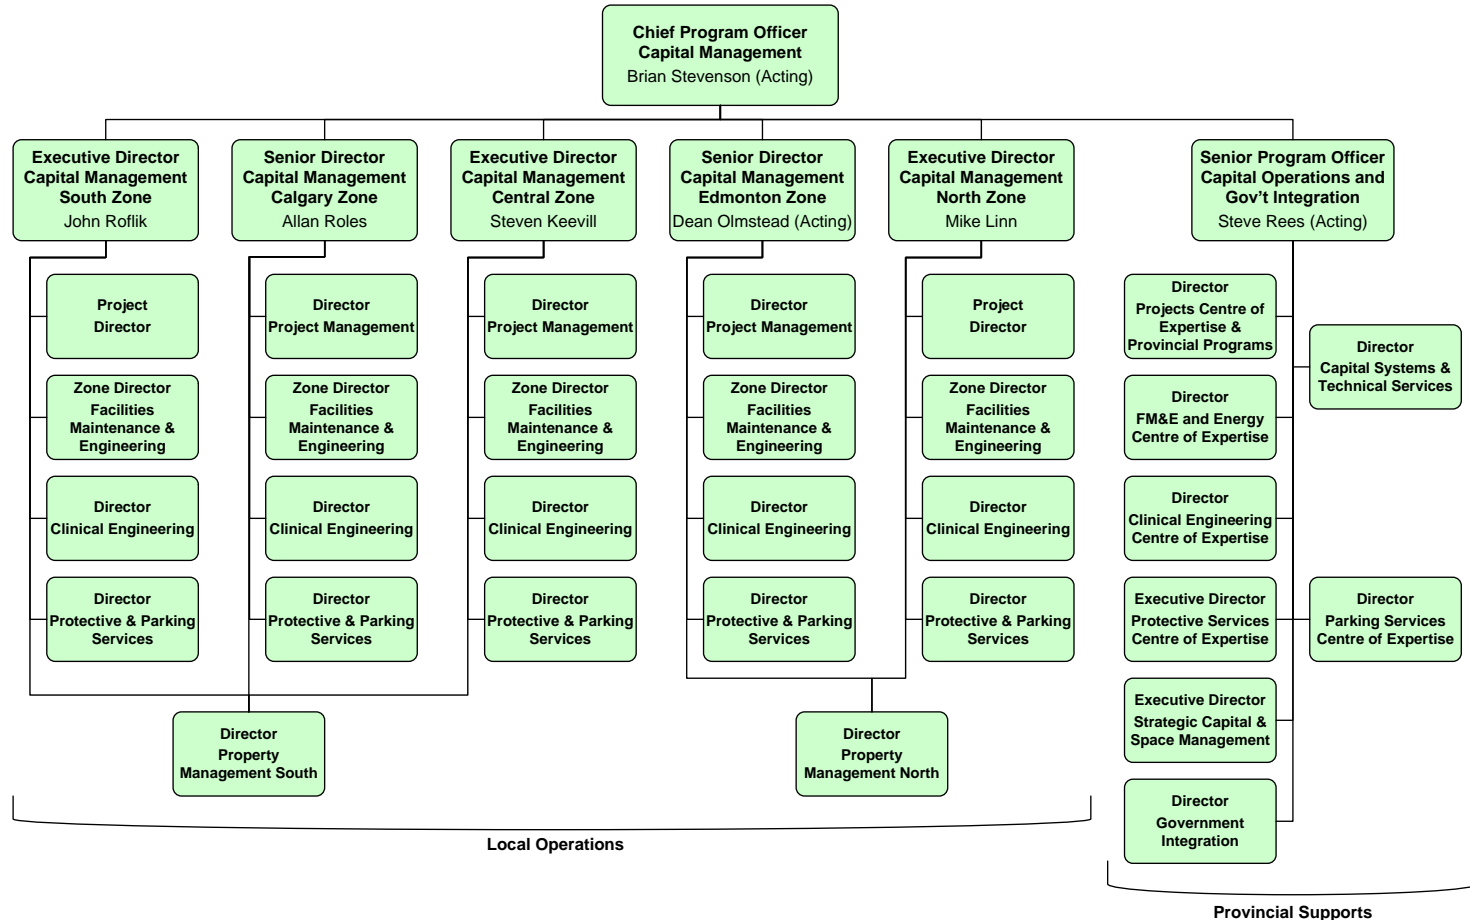 Chief Program Officer
Capital Management
Brian Stevenson (Acting)
Executive Director
Capital Management
South Zone
John Roflik
Senior Director
Capital Management
Calgary Zone
Allan Roles
Executive Director
Capital Management
Central Zone
Steven Keevill
Senior Director
Capital Management
Edmonton Zone
Dean Olmstead (Acting)
Executive Director
Capital Management
North Zone
Mike Linn
Senior Program Officer
Capital Operations and
Gov't Integration
Steve Rees (Acting)
Project
Director
Zone Director
Facilities
Maintenance &
Engineering
Director
Clinical Engineering
Director
Protective & Parking
Services
Director
Project Management
Zone Director
Facilities
Maintenance &
Engineering
Director
Clinical Engineering
Director
Protective & Parking
Services
Director
Project Management
Zone Director
Facilities
Maintenance &
Engineering
Director
Clinical Engineering
Director
Protective & Parking
Services
Director
Property
Management South
Director
Project Management
Zone Director
Facilities
Maintenance &
Engineering
Director
Clinical Engineering
Director
Protective & Parking
Services
Project
Director
Zone Director
Facilities
Maintenance &
Engineering
Director
Clinical Engineering
Director
Protective & Parking
Services
Director
Property
Management North
Local Operations
Director
Projects Centre of
Expertise &
Provincial Programs
Director
Capital Systems &
Technical Services
Director
FM&E and Energy
Centre of Expertise
Director
Clinical Engineering
Centre of Expertise
Executive Director
Protective Services
Centre of Expertise
Director
Parking Services
Centre of Expertise
Executive Director
Strategic Capital &
Space Management
Director
Government
Integration
Provincial Supports